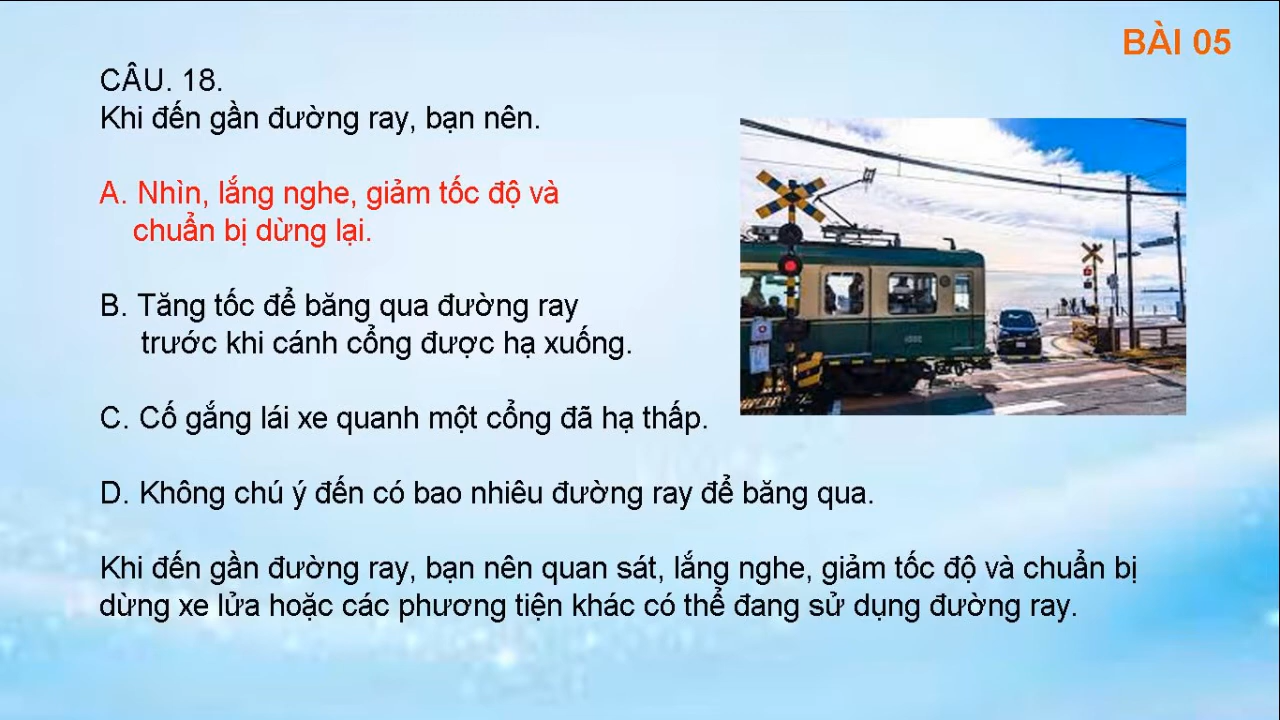 BÀI 05
CÂU. 18.
Khi đến gần đường ray, bạn nên.
A. Nhìn, lắng nghe, giảm tốc độ và
chuẩn bị dừng lại.
B. Tăng tốc để băng qua đường ray
trước khi cánh cổng được hạ xuống.
C. Cố gắng lái xe quanh một cổng đã hạ thấp.
D. Không chú ý đến có bao nhiêu đường ray để băng qua.
Khi đến gần đường ray, bạn nên quan sát, lắng nghe, giảm tốc độ và chuẩn bị
dừng xe lửa hoặc các phương tiện khác có thể đang sử dụng đường ray.